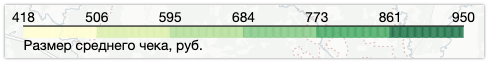 418 506 595 684 773 861 950
Размер среднего чека, руб.